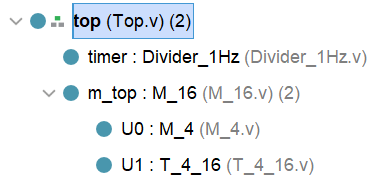 top (Top.v) (2)
timer : Divider_1Hz (Divider_1Hz.v)
m_top : M_16 (M_16.v) (2)
U0 : M_4 (M_4.v)
U1 : T_4_16 (T_4_16.v)